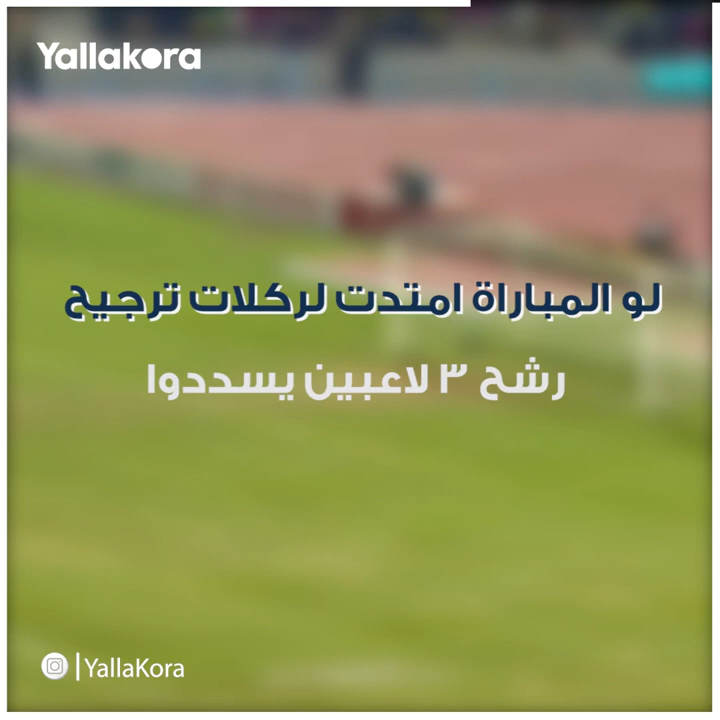 Yallakora
لو المباراة امتدت لركلات ترجيح
رشح ٣ لاعبين يسددوا
YallaKora